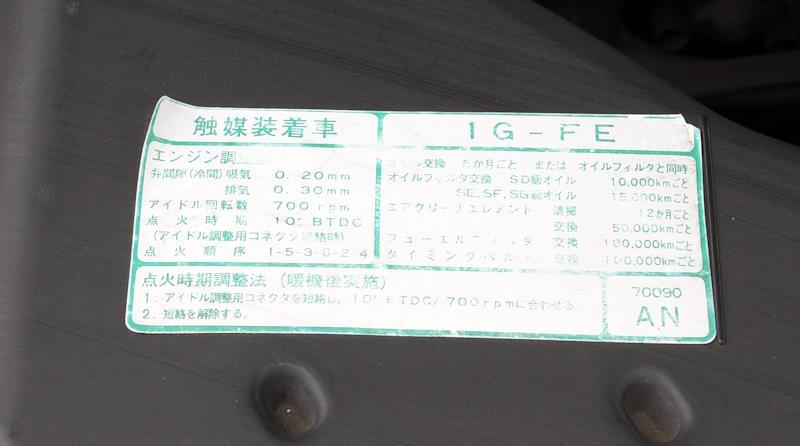 触媒装着車
1G-FE
エンジン調整
弁間隙(冷間)吸気 0.20mm
排気 0.30mm
アイドル回転数 700rpm
点火時期 10°BTDC
(アイドル調整用コネクタ短絡時)
点火順序 1-5-3-6-2-4
オイル交換 か月ごと または オイルフィルタと同時
オイルフィルタ交換 SD級オイル 10,000kmごと
SE,SF,SG級オイル 15,000kmごと
エアクリーナエレメント 清掃 12か月ごと
交換 50,000kmごと
フューエルフィルタ 交換 100,000kmごと
タイミングベルト 交換 100,000kmごと
点火時期調整法(暖機後実施)
1. アイドル調整用コネクタを短絡し,10°BTDC/700rpmに合わせる.
2. 短絡を解除する.
70090
AN